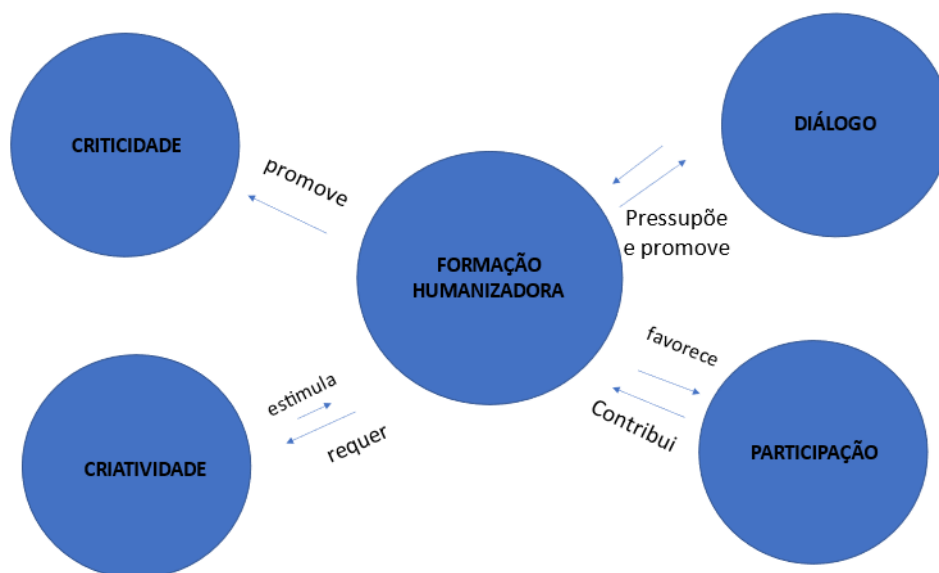 CRITICIDADE
DIÁLOGO
promove
Pressupõe
e promove
FORMAÇÃO
HUMANIZADORA
favorece
estimula
Contribui
requer
CRIATIVIDADE
PARTICIPAÇÃO